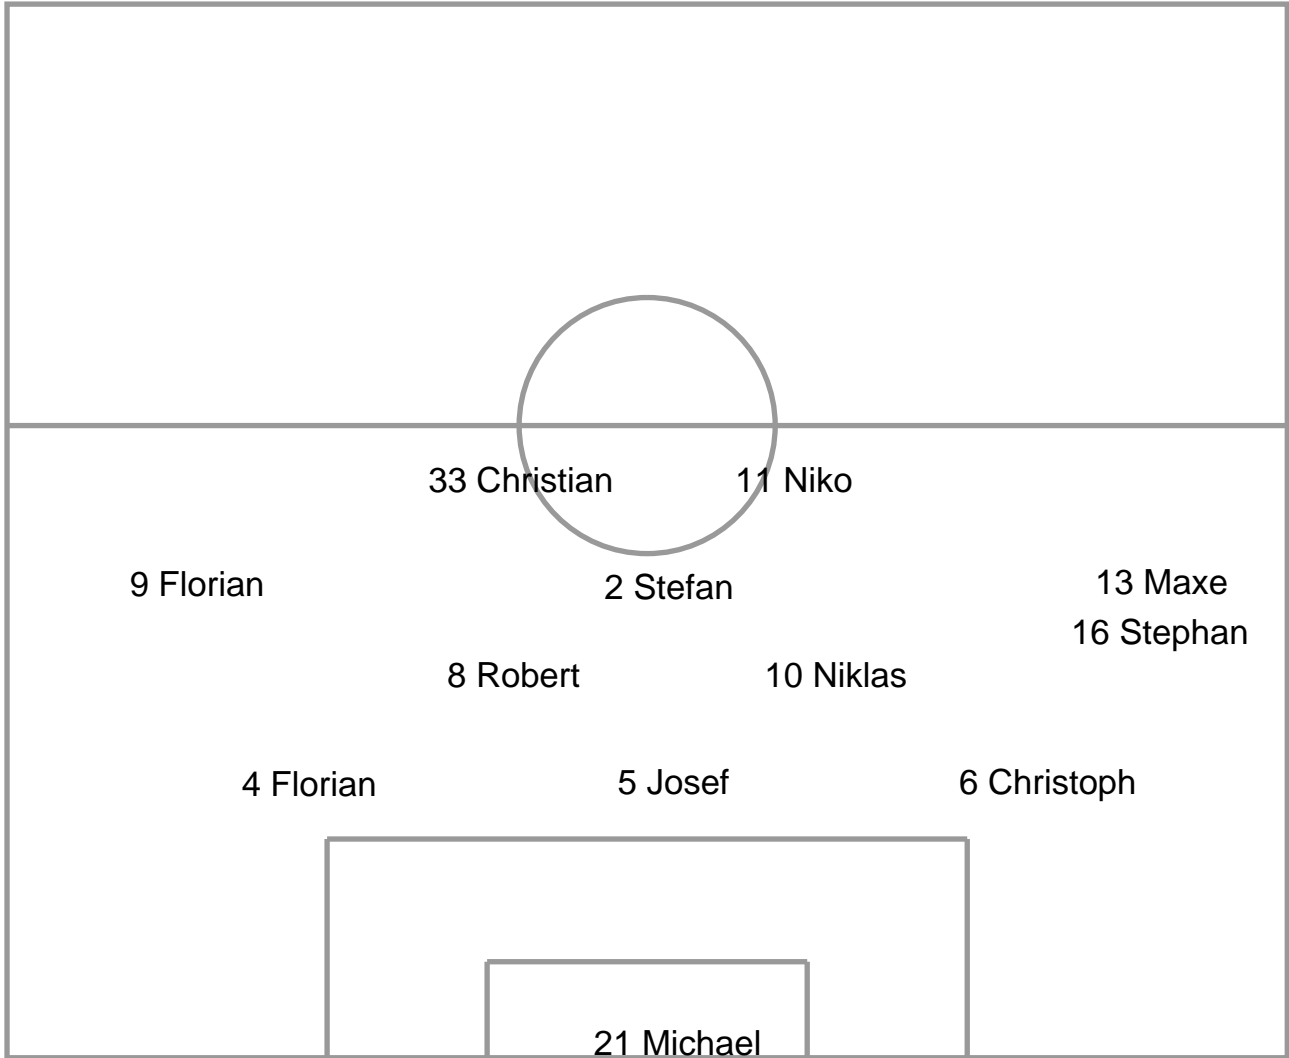 33 Christian
11 Niko
9 Florian
2 Stefan
13 Maxe
16 Stephan
8 Robert
10 Niklas
4 Florian
5 Josef
6 Christoph
21 Michael